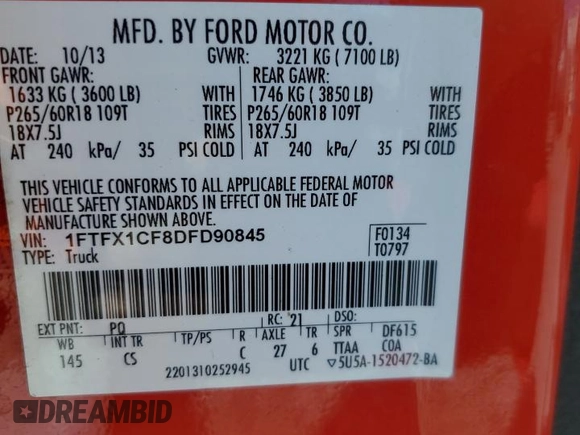 MFD. BY FORD MOTOR CO.
DATE: 10/13 GVWR: 3221 KG ( 7100 LB)
FRONT GAWR: REAR GAWR:
1633 KG ( 3600 LB) WITH 1746 KG ( 3850 LB) WITH
P265/60R18 109T TIRES P265/60R18 109T TIRES
18X7.5J RIMS 18X7.5J RIMS
AT 240 kPa/ 35 PSI COLD AT 240 kPa/ 35 PSI COLD
THIS VEHICLE CONFORMS TO ALL APPLICABLE FEDERAL MOTOR
VEHICLE SAFETY STANDARDS IN EFFECT ON THE DATE OF
MANUFACTURE SHOWN ABOVE.
VIN: 1FTFX1CF8DFD90845 F0134
TYPE: Truck T0797
EXT PNT: PQ RC: 21 DSO:
WB INT TR TP/PS R AXLE TR SPR DF615
145 CS C 27 6 TTAA COA
2201310252945 UTC ▽5U5A-1520472-BA
DREAMBID